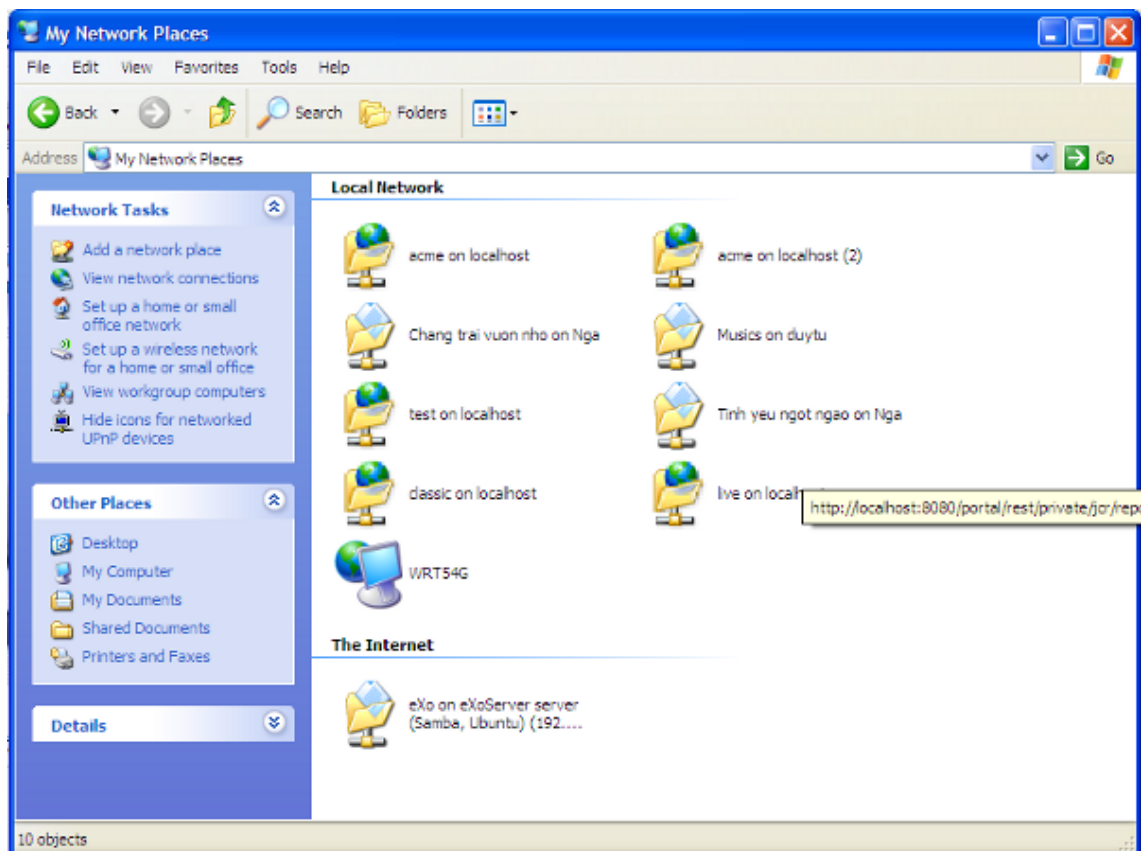 My Network Places
File Edit View Favorites Tools Help
Back Search Folders
Address My Network Places Go
Network Tasks
Add a network place
View network connections
Set up a home or small
office network
Set up a wireless network
for a home or small office
View workgroup computers
Hide icons for networked
UPnP devices
Other Places
Desktop
My Computer
My Documents
Shared Documents
Printers and Faxes
Details
Local Network
acme on localhost
acme on localhost (2)
Chang trai vuon nho on Nga
Musics on duytu
test on localhost
Tinh yeu ngot ngao on Nga
classic on localhost
live on localh
http://localhost:8080/portal/rest/private/jcr/repo
WRT54G
The Internet
eXo on eXoServer server
(Samba, Ubuntu) (192....
10 objects